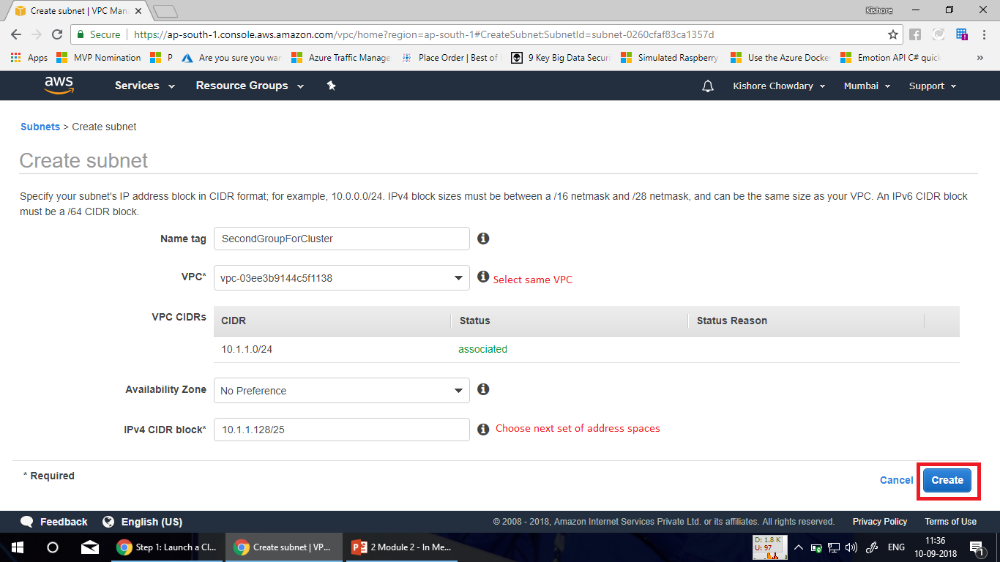 Create subnet | VPC Man
Kishore
Secure
https://ap-south-1.console.aws.amazon.com/vpc/home?region=ap-south-1#CreateSubnet:SubnetId=subnet-0260cfaf83ca1357d
Apps
MVP Nomination
P
Are you sure you wan
Azure Traffic Manage
Place Order | Best of
9 Key Big Data Securi
Simulated Raspberry
Use the Azure Docke
Emotion API C# quick
»
aws
Services
Resource Groups
Kishore Chowdary
Mumbai
Support
Subnets > Create subnet
Create subnet
Specify your subnet's IP address block in CIDR format; for example, 10.0.0.0/24. IPv4 block sizes must be between a /16 netmask and /28 netmask, and can be the same size as your VPC. An IPv6 CIDR block
must be a /64 CIDR block.
Name tag
SecondGroupForCluster
VPC*
vpc-03ee3b9144c5f1138
Select same VPC
VPC CIDRs
CIDR
Status
Status Reason
10.1.1.0/24
associated
Availability Zone
No Preference
IPv4 CIDR block*
10.1.1.128/25
Choose next set of address spaces
* Required
Cancel
Create
Feedback
English (US)
© 2008 - 2018, Amazon Internet Services Private Ltd. or its affiliates. All rights reserved.
Privacy Policy
Terms of Use
Step 1: Launch a Cl...
Create subnet | VP...
2 Module 2 - In Me...
D: 1.8 K
U: 97
ENG
11:36
10-09-2018
1